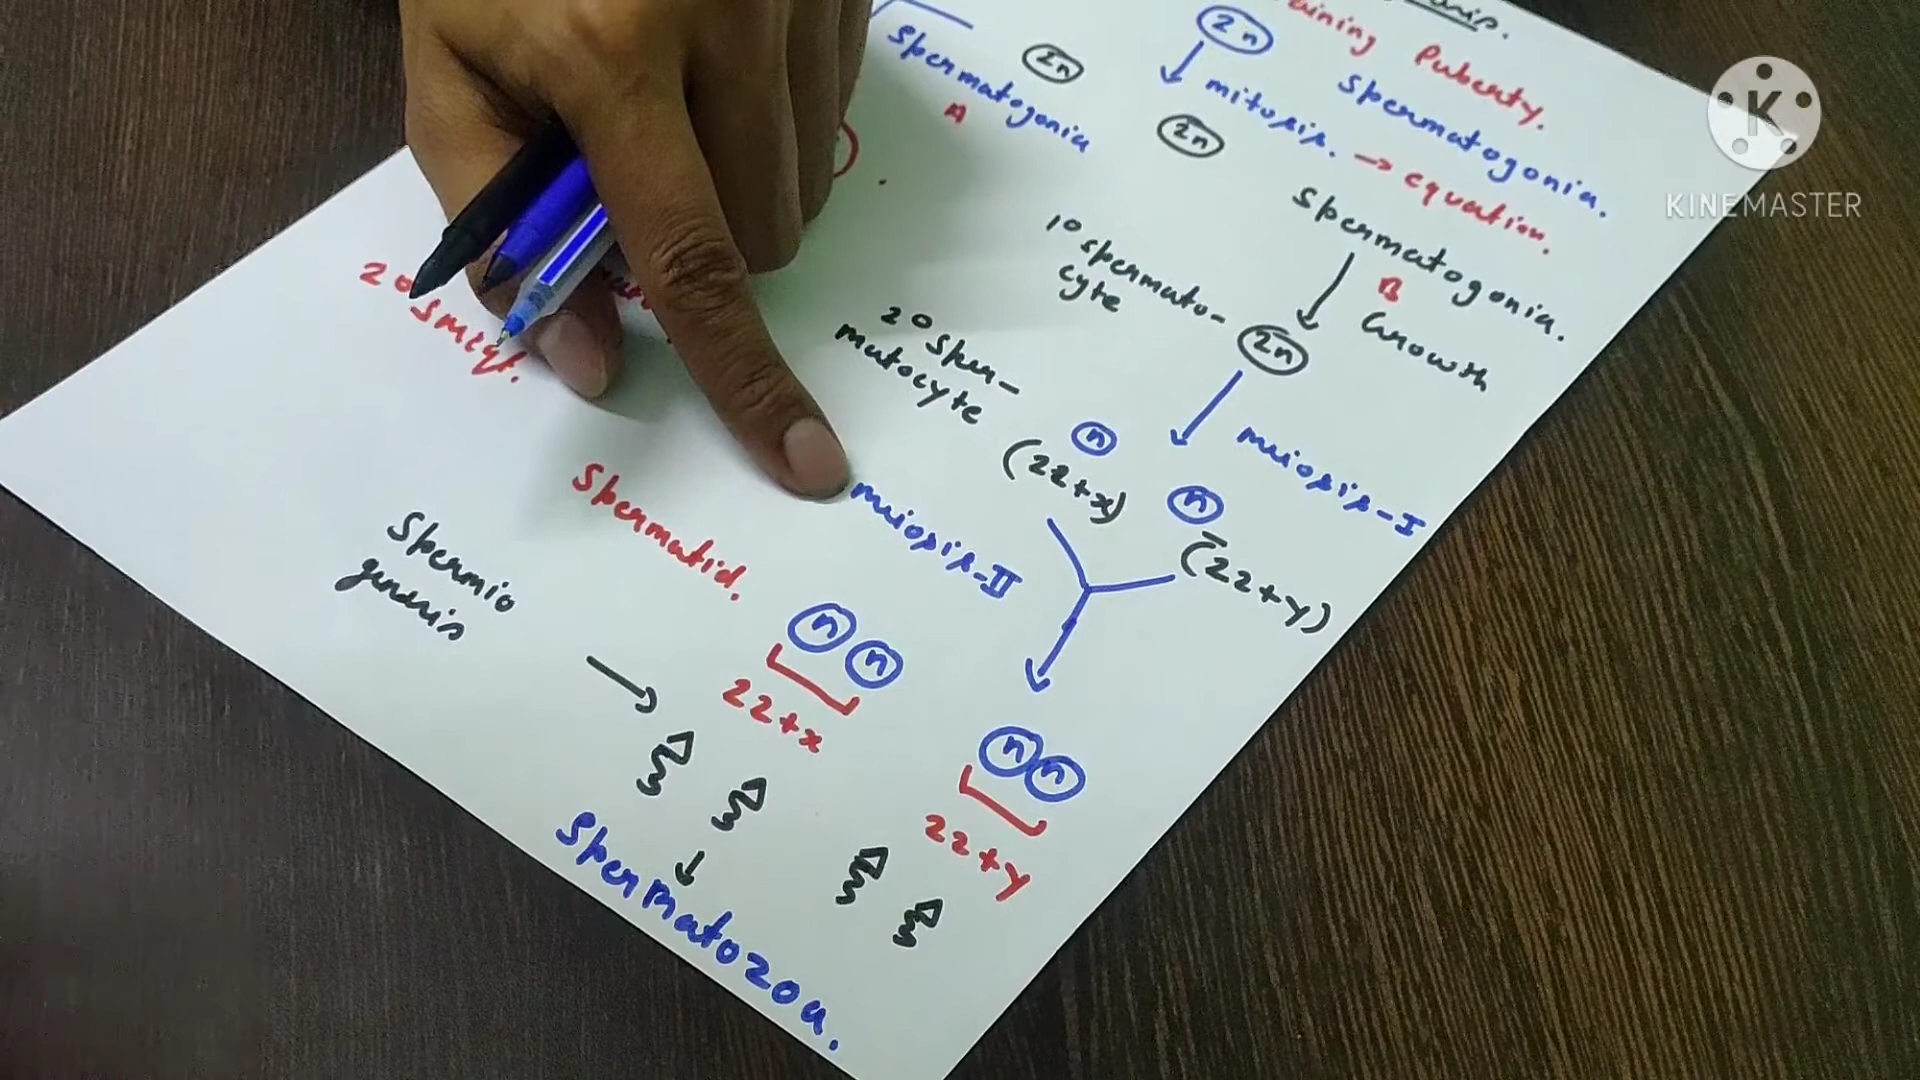 Puberty.
2n
Spermatogonia.
mitosis. → equation.
2n
2n
Spermatogonia
A
Spermatogonia.
B
Growth
1° spermato-
cyte
2n
meiosis-I
2° sper-
matocyte
n
(22+x)
n
(22+y)
meiosis-II
Spermatid.
n n
22+x
n n
22+y
Spermio
genesis
Spermatozoa.
K
KINEMASTER